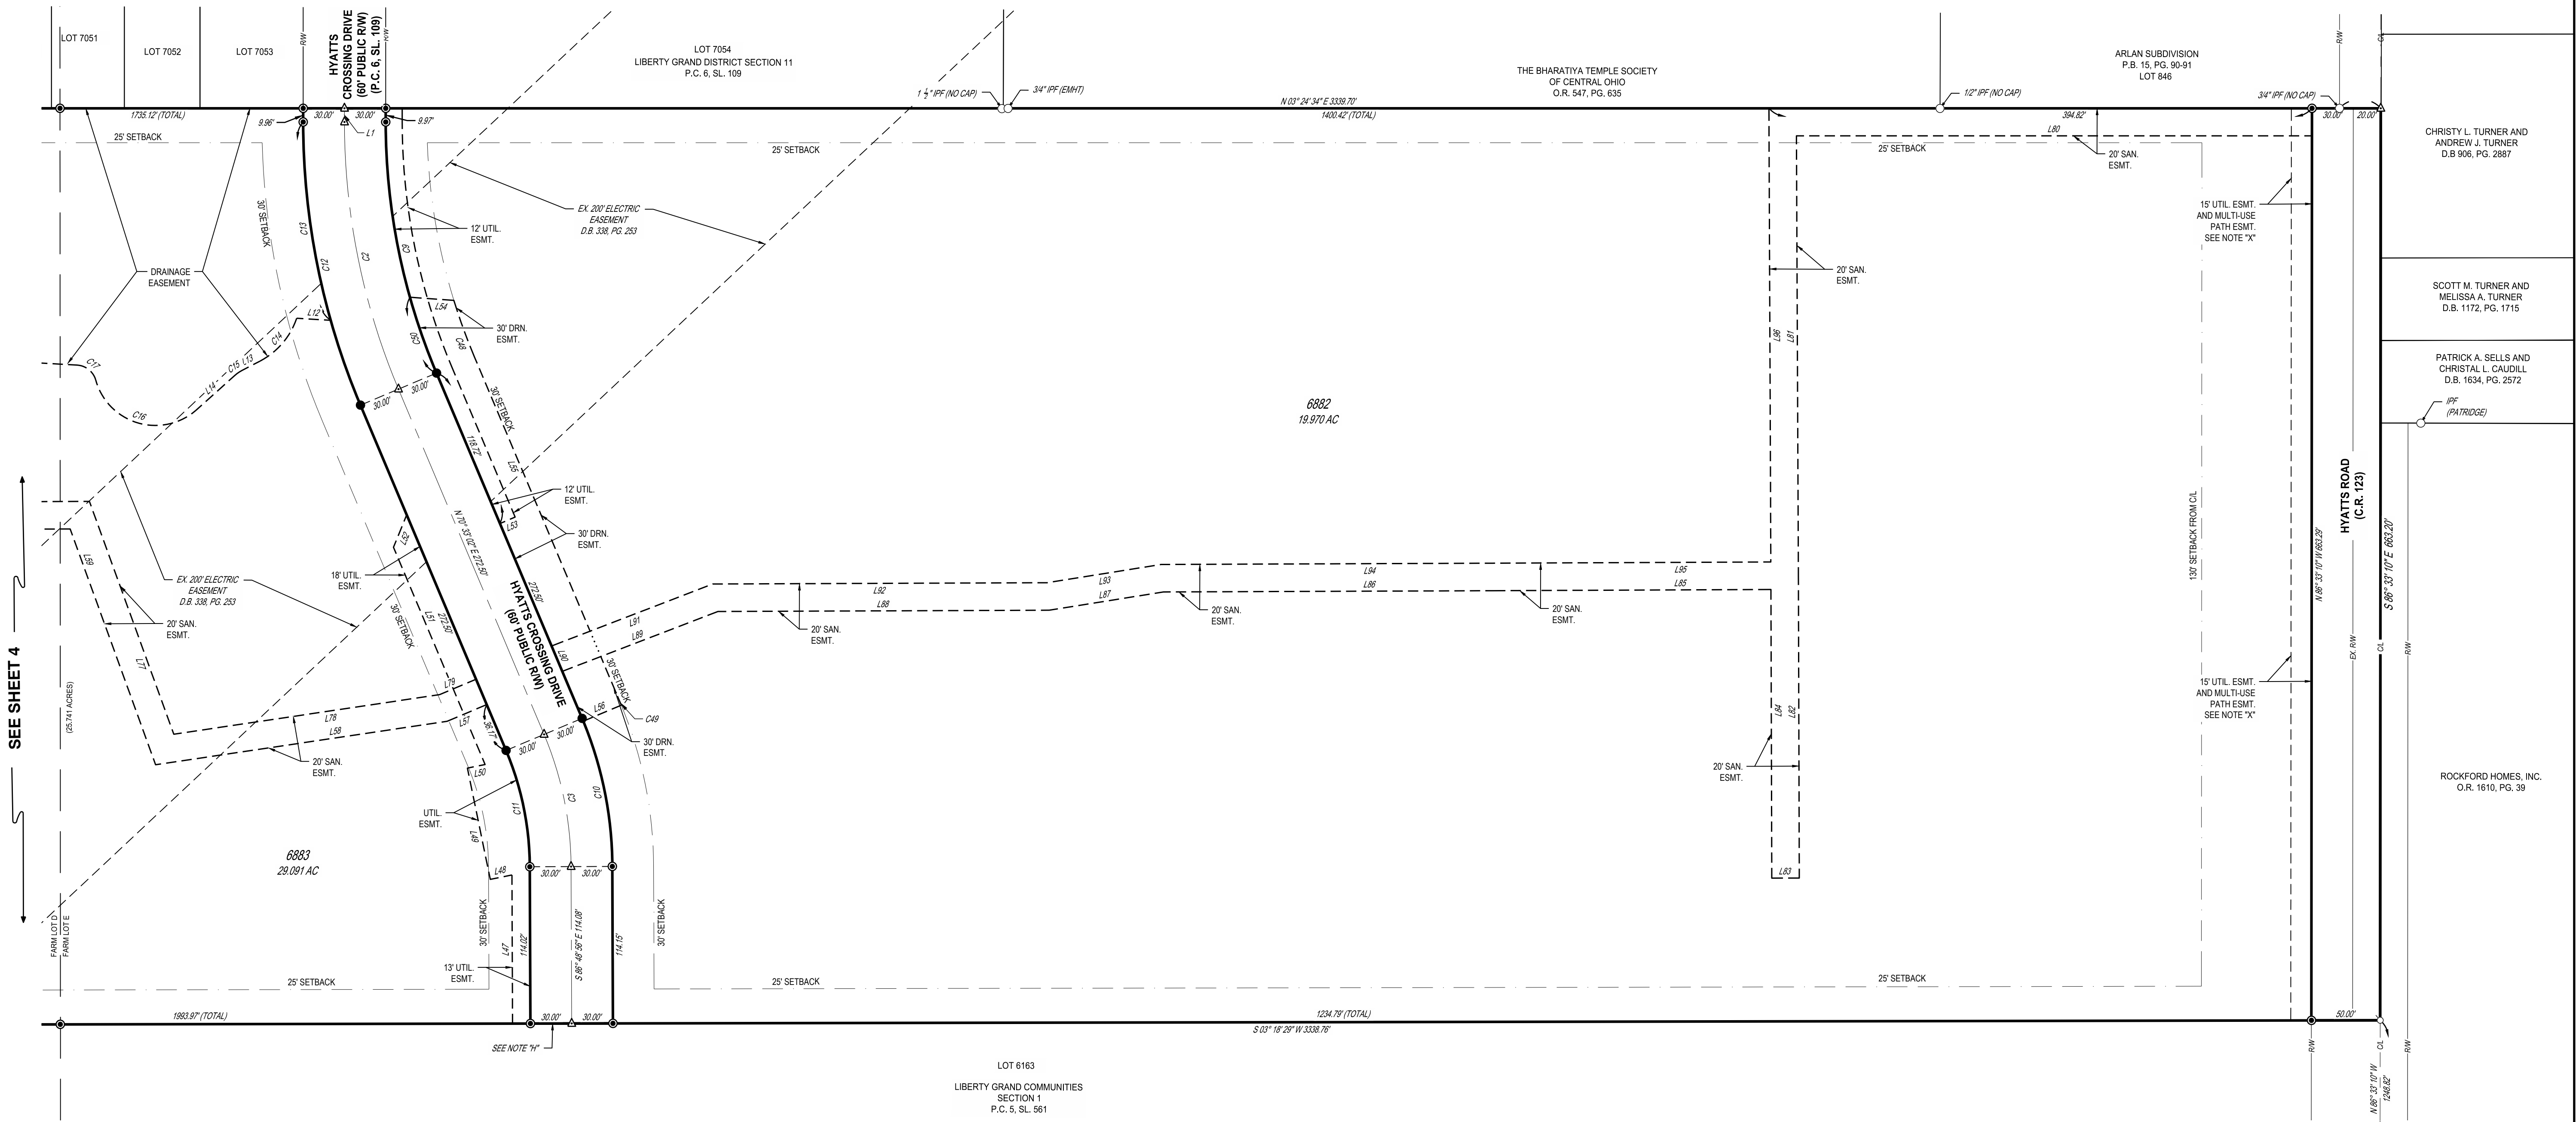 LOT 7051
LOT 7052
LOT 7053
R/W
HYATTS
CROSSING DRIVE
(60' PUBLIC R/W)
(P.C. 6, SL. 109)
R/W
LOT 7054
LIBERTY GRAND DISTRICT SECTION 11
P.C. 6, SL. 109
1 ½" IPF (NO CAP)
3/4" IPF (EMHT)
THE BHARATIYA TEMPLE SOCIETY
OF CENTRAL OHIO
O.R. 547, PG. 635
N 03° 24' 34" E 3339.70'
1/2" IPF (NO CAP)
ARLAN SUBDIVISION
P.B. 15, PG. 90-91
LOT 846
3/4" IPF (NO CAP)
R/W
C/L
1735.12' (TOTAL)
9.96'
30.00'
30.00'
L1
9.97'
1400.42' (TOTAL)
394.82'
30.00'
20.00'
25' SETBACK
25' SETBACK
L80
25' SETBACK
20' SAN.
ESMT.
CHRISTY L. TURNER AND
ANDREW J. TURNER
D.B 906, PG. 2887
30' SETBACK
C13
C12
C2
C9
12' UTIL.
ESMT.
EX. 200' ELECTRIC
EASEMENT
D.B. 338, PG. 253
15' UTIL. ESMT.
AND MULTI-USE
PATH ESMT.
SEE NOTE "X"
DRAINAGE
EASEMENT
20' SAN.
ESMT.
SCOTT M. TURNER AND
MELISSA A. TURNER
D.B. 1172, PG. 1715
L12
L54
C50
C48
30' DRN.
ESMT.
L96
L81
C17
C14
L13
C15
L14
C16
30.00'
30.00'
30' SETBACK
PATRICK A. SELLS AND
CHRISTAL L. CAUDILL
D.B. 1634, PG. 2572
IPF
(PATRIDGE)
6882
19.970 AC
118.72'
L55
12' UTIL.
ESMT.
L53
30' DRN.
ESMT.
HYATTS ROAD
(C.R. 123)
N 86° 33' 10" W 663.29'
S 86° 33' 10" E 663.20'
130' SETBACK FROM C/L
SEE SHEET 4
L59
EX. 200' ELECTRIC
EASEMENT
D.B. 338, PG. 253
L52
18' UTIL.
ESMT.
N 70° 33' 02" E 272.50'
272.50'
HYATTS CROSSING DRIVE
(60' PUBLIC R/W)
L51
30' SETBACK
272.50'
20' SAN.
ESMT.
L77
L91
L89
L90
L92
L88
20' SAN.
ESMT.
L93
L87
L94
L86
20' SAN.
ESMT.
L95
L85
20' SAN.
ESMT.
EX. R/W
C/L
R/W
30' SETBACK
15' UTIL. ESMT.
AND MULTI-USE
PATH ESMT.
SEE NOTE "X"
(25.741 ACRES)
L79
L78
L58
L57
36.17'
L56
C49
30.00'
30.00'
30' DRN.
ESMT.
L84
L82
20' SAN.
ESMT.
L50
20' SAN.
ESMT.
20' SAN.
ESMT.
ROCKFORD HOMES, INC.
O.R. 1610, PG. 39
UTIL.
ESMT.
C11
C3
C10
L49
6883
29.091 AC
L48
30.00'
30.00'
L83
FARM LOT D
FARM LOT E
30' SETBACK
L47
114.02'
S 86° 48' 56" E 114.08'
114.15'
30' SETBACK
13' UTIL.
ESMT.
25' SETBACK
25' SETBACK
25' SETBACK
1993.97' (TOTAL)
30.00'
30.00'
1234.79' (TOTAL)
50.00'
S 03° 18' 29" W 3338.76'
SEE NOTE "H"
R/W
C/L
R/W
N 86° 33' 10" W
1248.82'
LOT 6163
LIBERTY GRAND COMMUNITIES
SECTION 1
P.C. 5, SL. 561